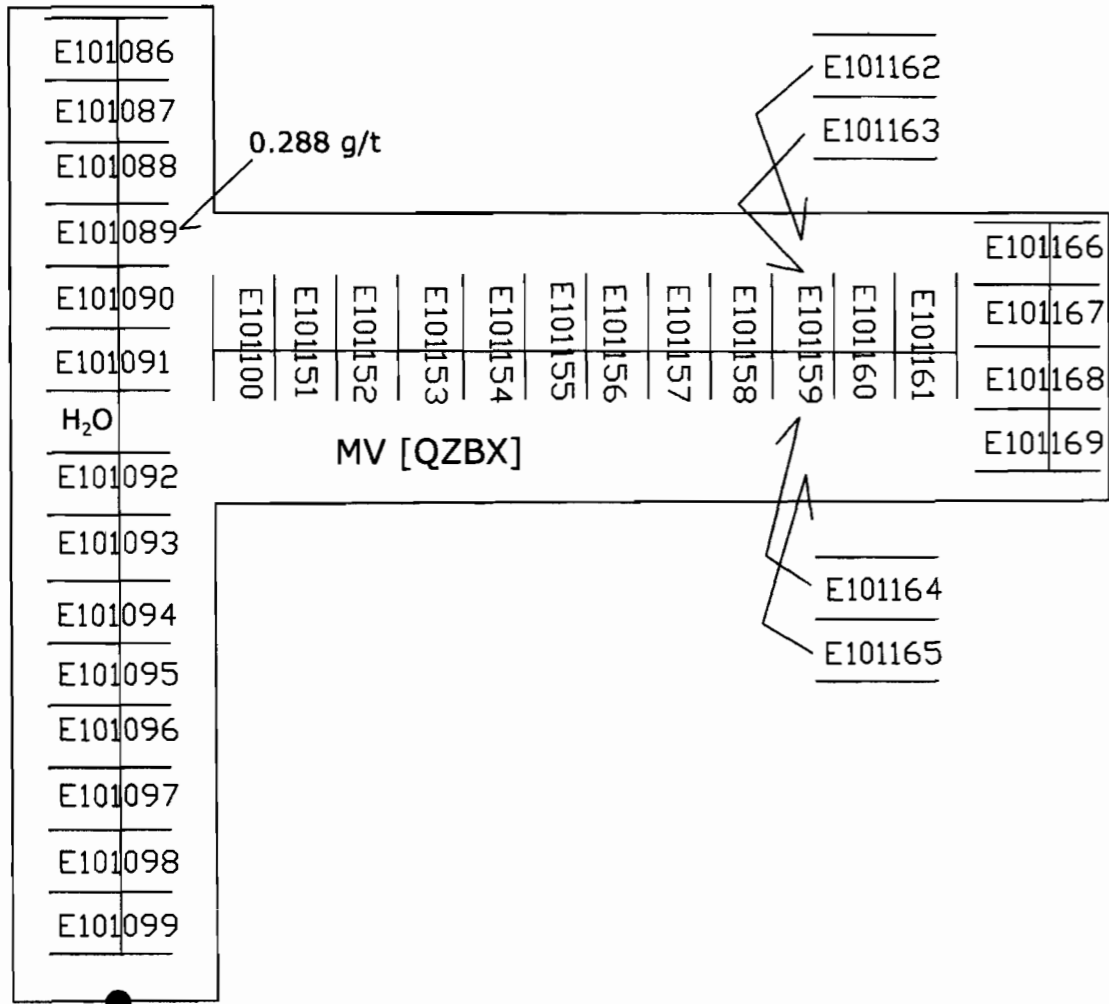 E101086
E101087
E101088
E101089
E101090
E101091
H₂O
E101092
E101093
E101094
E101095
E101096
E101097
E101098
E101099
0.288 g/t
E101100
E101151
E101152
E101153
E101154
E101155
E101156
E101157
E101158
E101159
E101160
E101161
MV [QZBX]
E101162
E101163
E101164
E101165
E101166
E101167
E101168
E101169